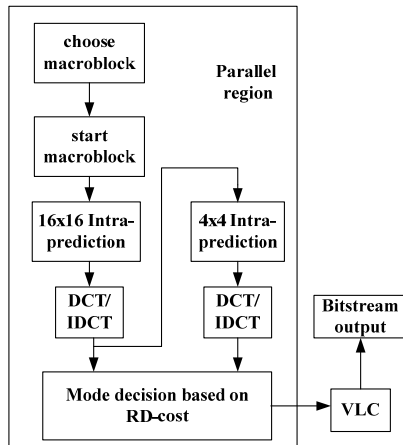 choose
macroblock
Parallel
region
start
macroblock
16x16 Intra-
prediction
4x4 Intra-
prediction
DCT/
IDCT
DCT/
IDCT
Bitstream
output
Mode decision based on
RD-cost
VLC